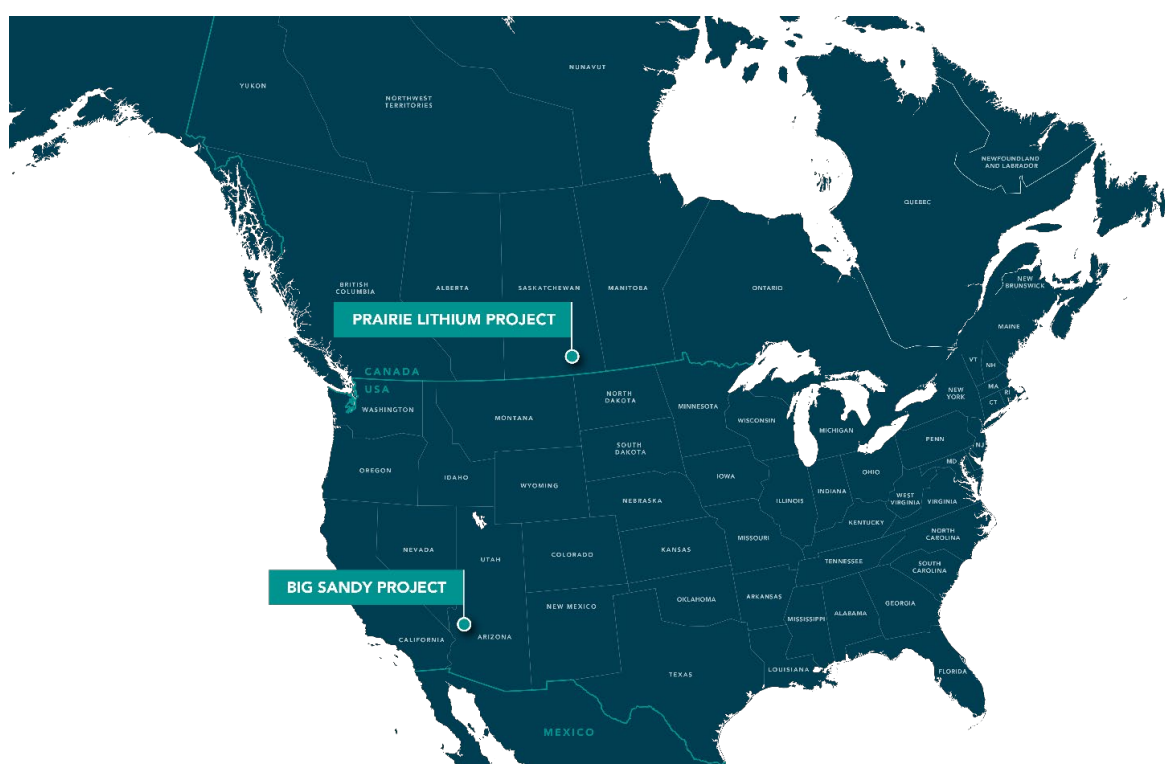 YUKON
NORTHWEST
TERRITORIES
NUNAVUT
NEWFOUNDLAND
AND LABRADOR
QUEBEC
BRITISH
COLUMBIA
ALBERTA
SASKATCHEWAN
MANITOBA
ONTARIO
NEW
BRUNSWICK
PRAIRIE LITHIUM PROJECT
MAINE
CANADA
USA
WASHINGTON
MONTANA
NORTH
DAKOTA
MINNESOTA
WISCONSIN
MICHIGAN
NEW
YORK
VT
NH
MA
RI
CT
OREGON
IDAHO
WYOMING
SOUTH
DAKOTA
NEBRASKA
IOWA
ILLINOIS
INDIANA
OHIO
PENN
NJ
MD
WEST
VIRGINIA
VIRGINIA
KENTUCKY
NORTH
CAROLINA
NEVADA
UTAH
COLORADO
KANSAS
MISSOURI
TENNESSEE
SOUTH
CAROLINA
BIG SANDY PROJECT
CALIFORNIA
ARIZONA
NEW MEXICO
OKLAHOMA
ARKANSAS
MISSISSIPPI
ALABAMA
GEORGIA
TEXAS
LOUISIANA
FLORIDA
MEXICO